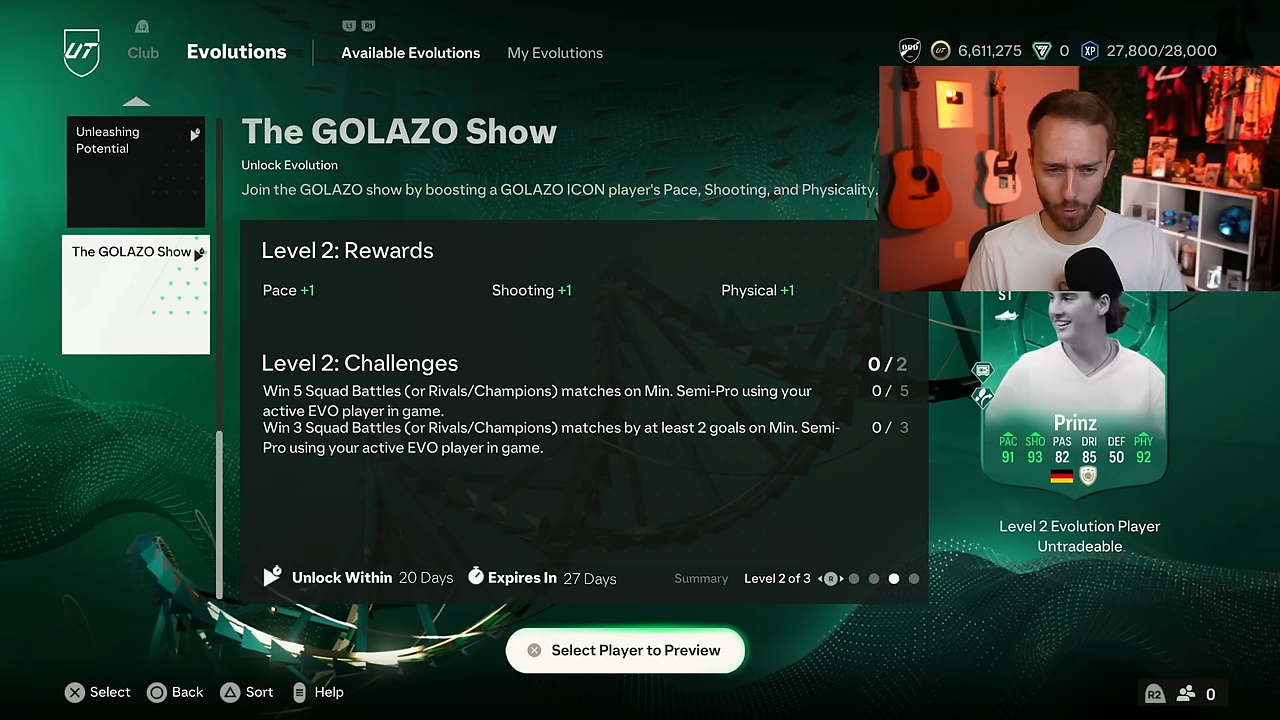 L2
L1 R1
UT
Club
Evolutions
Available Evolutions
My Evolutions
UT
6,611,275
0
XP
27,800/28,000
Unleashing
Potential
The GOLAZO Show
The GOLAZO Show
Unlock Evolution
Join the GOLAZO show by boosting a GOLAZO ICON player's Pace, Shooting, and Physicality.
Level 2: Rewards
Pace +1
Shooting +1
Physical +1
Level 2: Challenges
0 / 2
Win 5 Squad Battles (or Rivals/Champions) matches on Min. Semi-Pro using your
active EVO player in game.
0 / 5
Win 3 Squad Battles (or Rivals/Champions) matches by at least 2 goals on Min. Semi-
Pro using your active EVO player in game.
0 / 3
Unlock Within 20 Days
Expires In 27 Days
Summary
Level 2 of 3
R
ST
Prinz
PAC SHO PAS DRI DEF PHY
91 93 82 85 50 92
Level 2 Evolution Player
Untradeable
Select Player to Preview
Select
Back
Sort
Help
R2
0